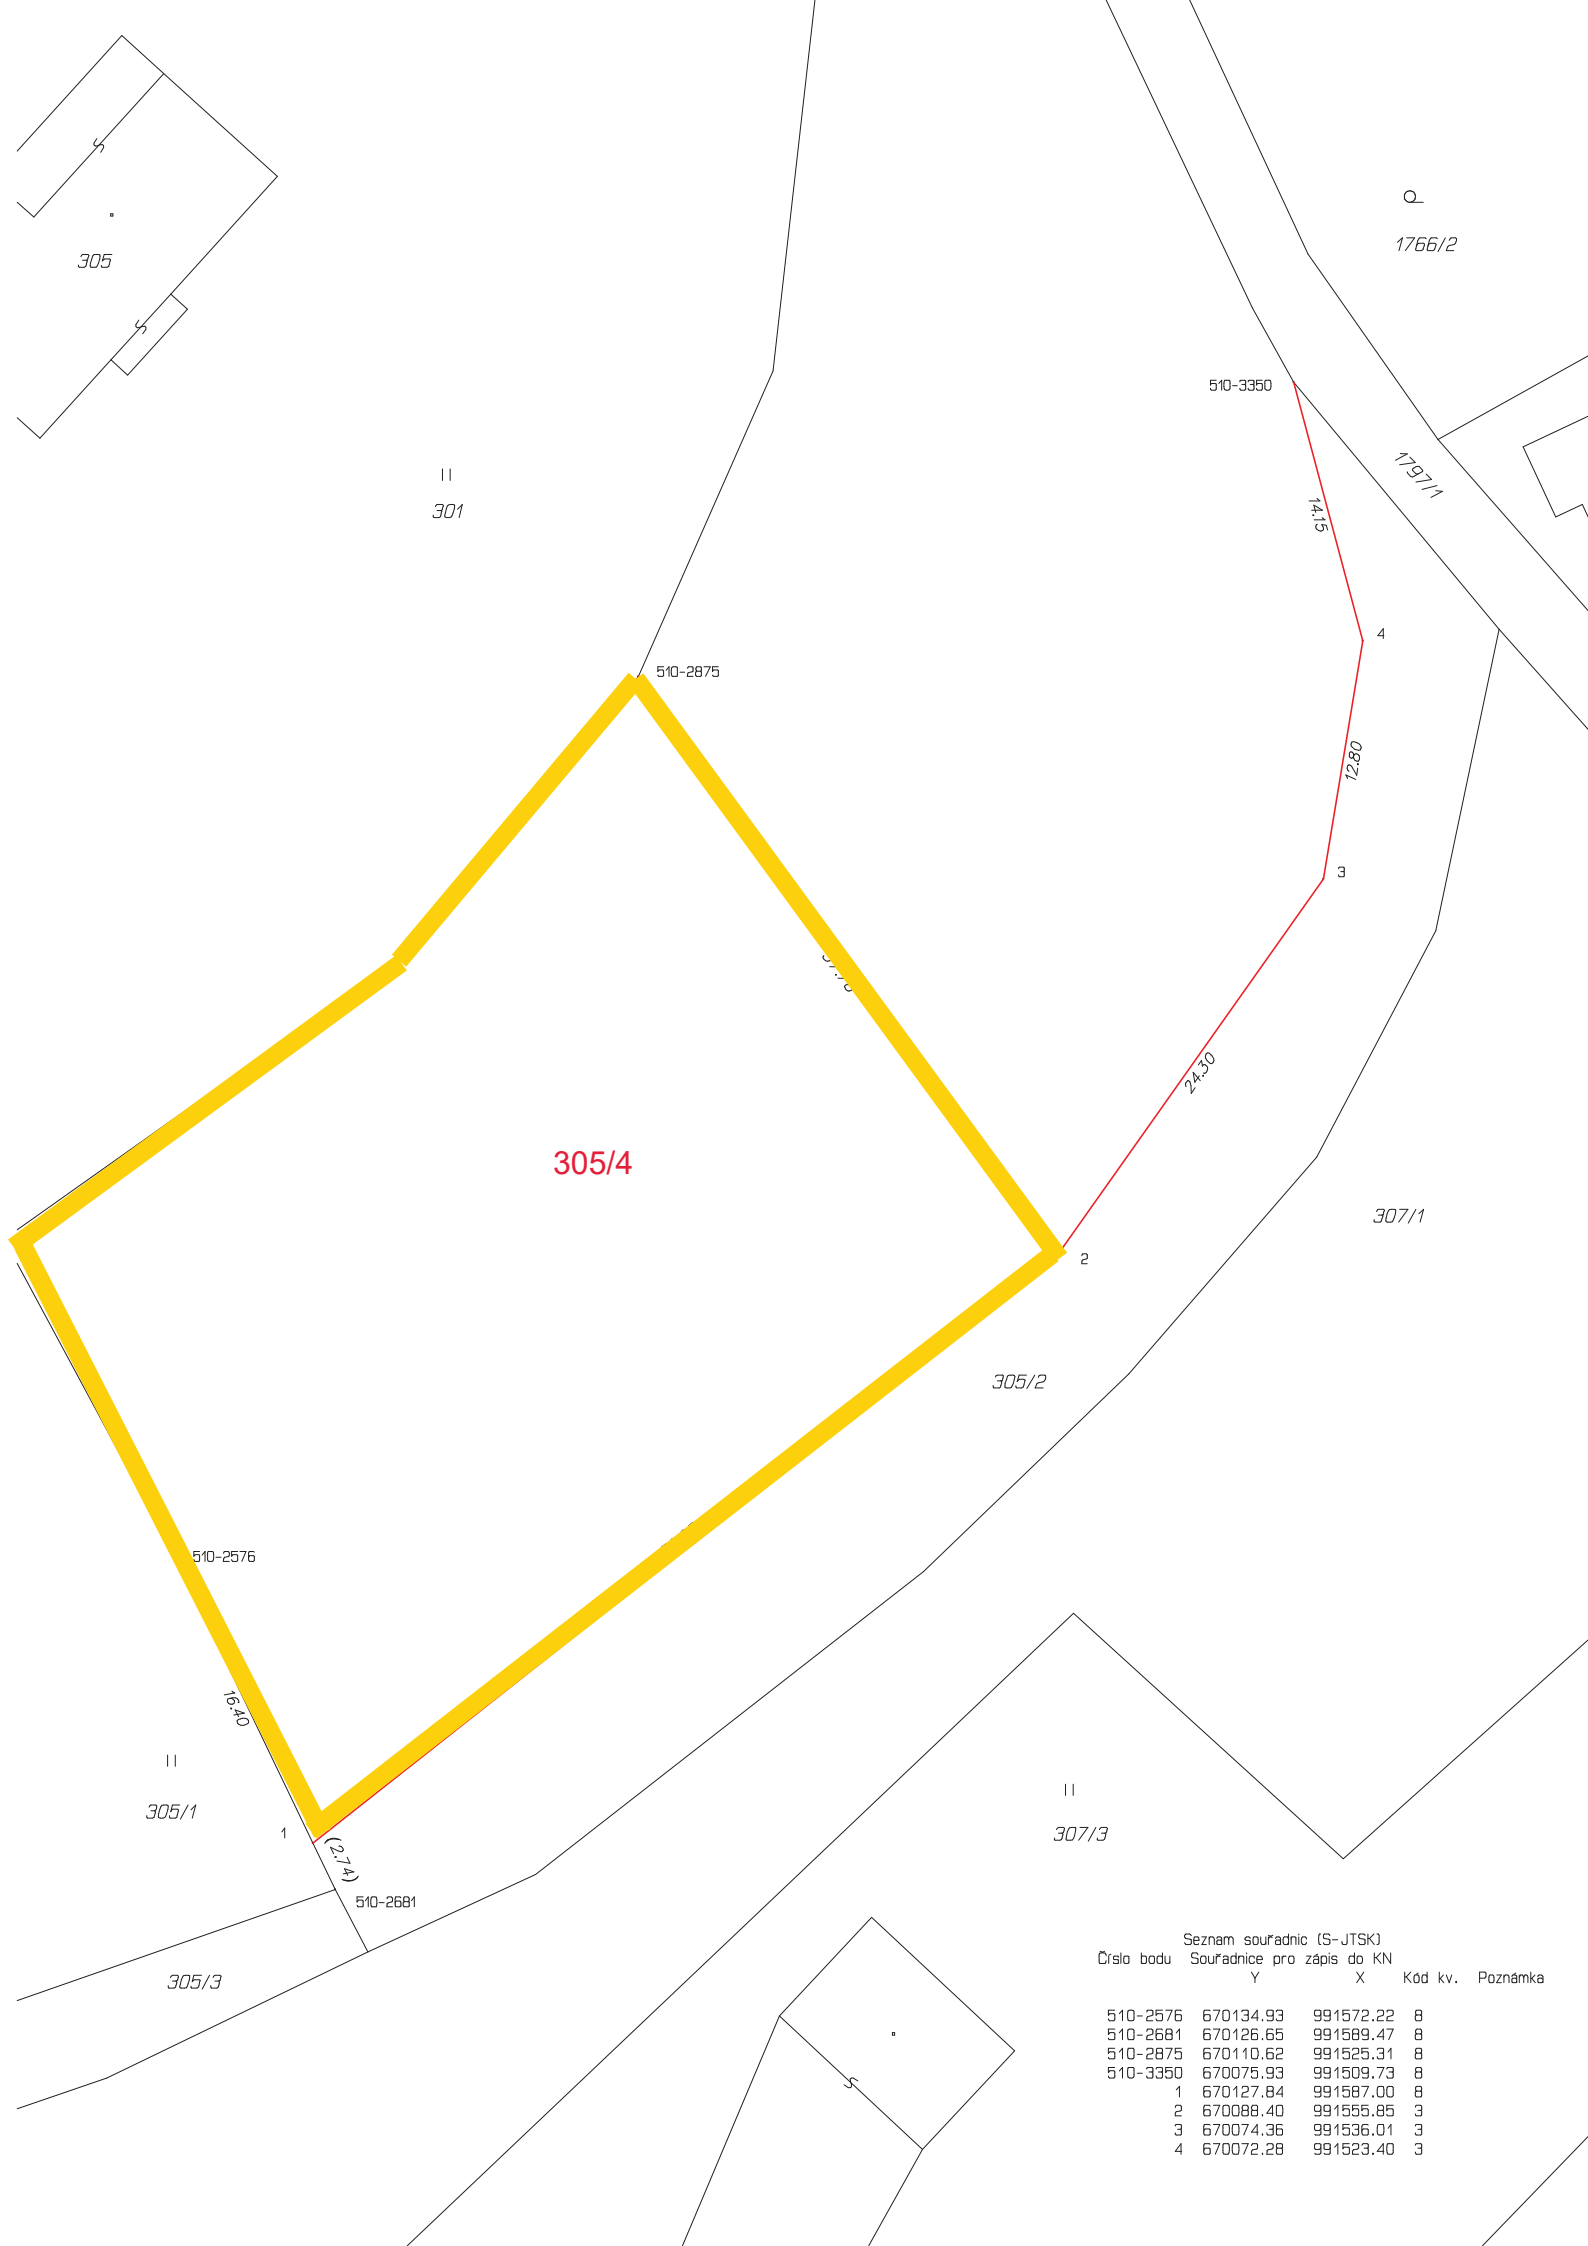 1766/2
305
510-3350
1797/1
301
14.15
4
510-2875
12.80
3
24.30
305/4
307/1
2
305/2
510-2576
16.40
305/1
1
(2.74)
307/3
510-2681
305/3
Seznam souřadnic (S-JTSK)
Číslo bodu Souřadnice pro zápis do KN
Y X Kód kv. Poznámka
510-2576 670134.93 991572.22 8
510-2681 670126.65 991589.47 8
510-2875 670110.62 991525.31 8
510-3350 670075.93 991509.73 8
1 670127.84 991587.00 8
2 670088.40 991555.85 3
3 670074.36 991536.01 3
4 670072.28 991523.40 3